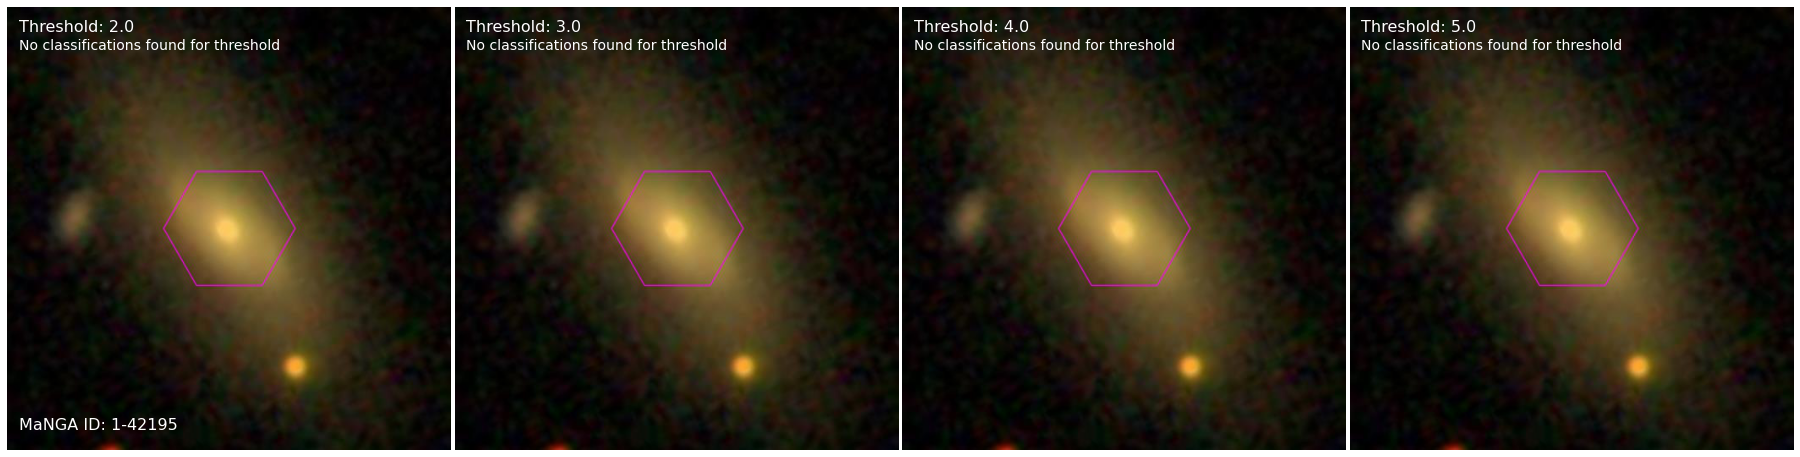 Threshold: 2.0
No classifications found for threshold
MaNGA ID: 1-42195
Threshold: 3.0
No classifications found for threshold
Threshold: 4.0
No classifications found for threshold
Threshold: 5.0
No classifications found for threshold